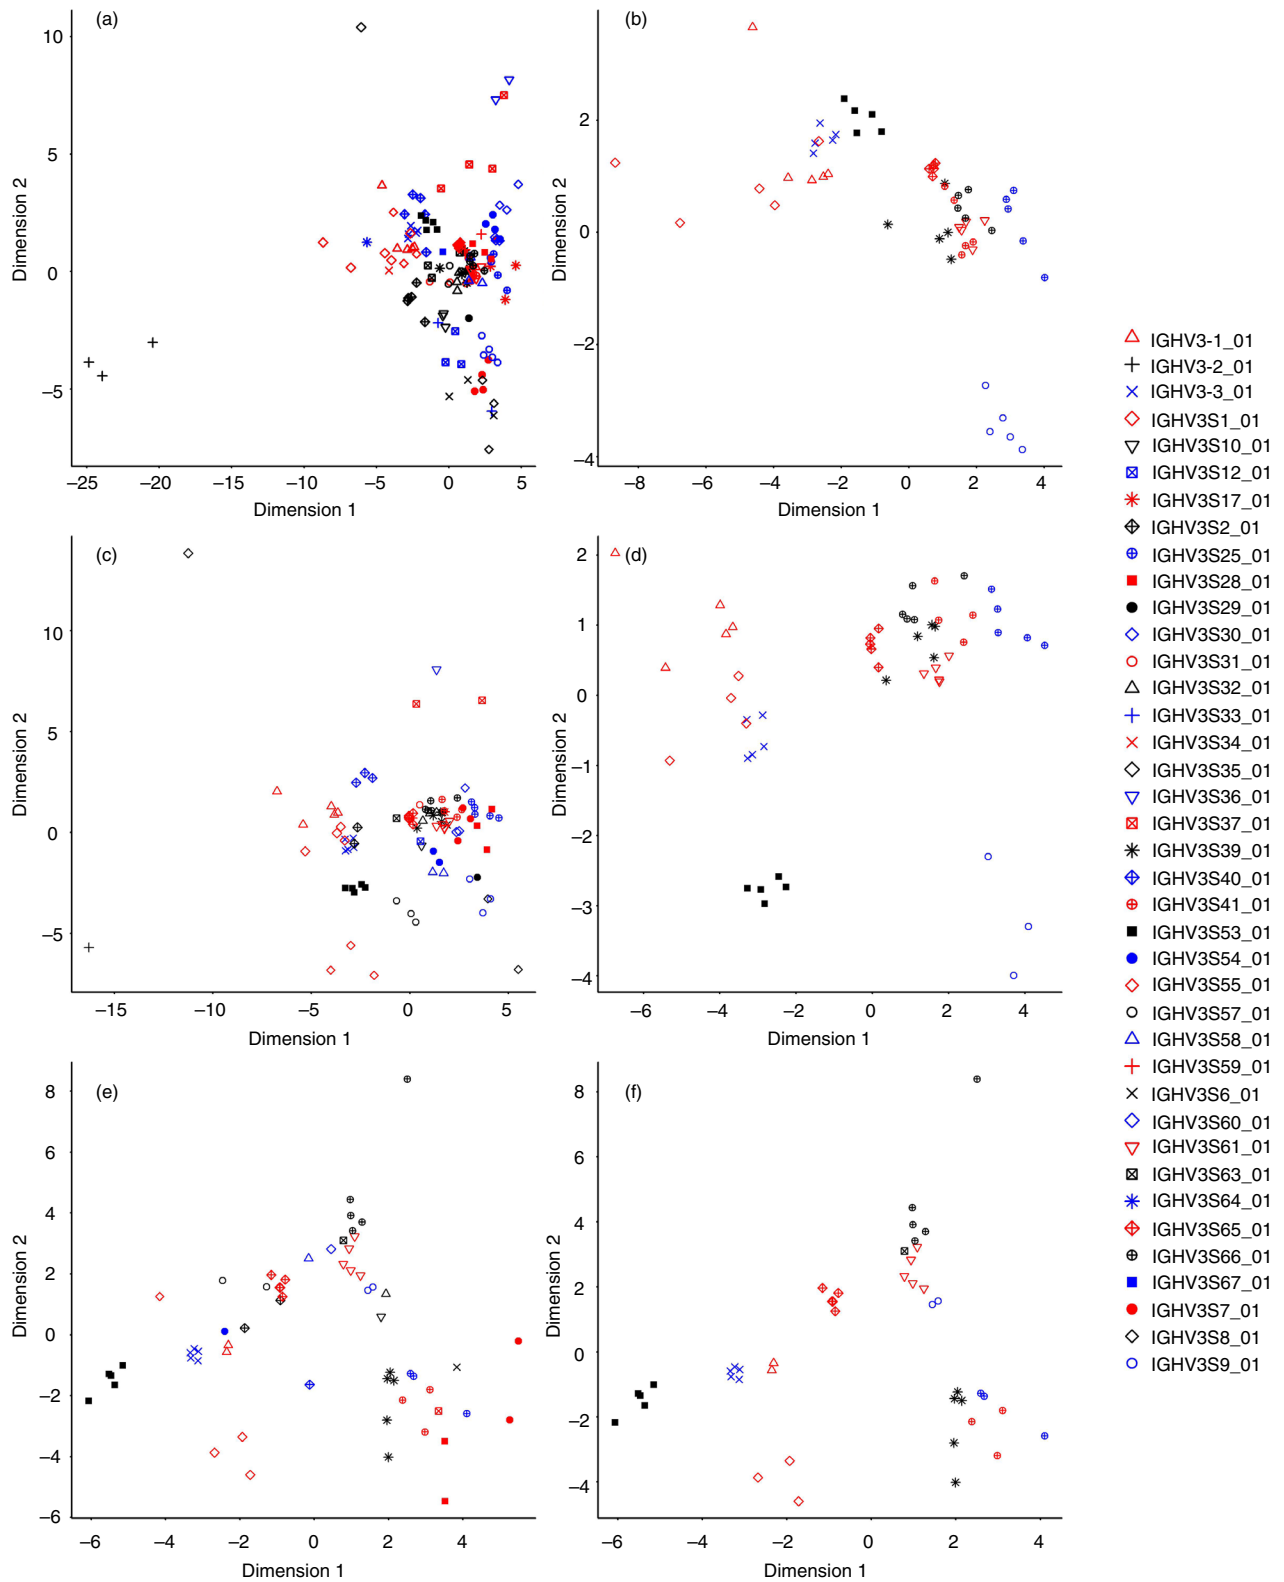 (a)
10
5
0
−5
Dimension 2
−25
−20
−15
−10
−5
0
5
Dimension 1
(b)
2
0
−2
−4
Dimension 2
−8
−6
−4
−2
0
2
4
Dimension 1
(c)
10
5
0
−5
Dimension 2
−15
−10
−5
0
5
Dimension 1
(d)
2
1
0
−1
−2
−3
−4
Dimension 2
−6
−4
−2
0
2
4
Dimension 1
(e)
8
6
4
2
0
−2
−4
−6
Dimension 2
−6
−4
−2
0
2
4
Dimension 1
(f)
8
6
4
2
0
−2
−4
Dimension 2
−6
−4
−2
0
2
4
Dimension 1
IGHV3-1_01
IGHV3-2_01
IGHV3-3_01
IGHV3S1_01
IGHV3S10_01
IGHV3S12_01
IGHV3S17_01
IGHV3S2_01
IGHV3S25_01
IGHV3S28_01
IGHV3S29_01
IGHV3S30_01
IGHV3S31_01
IGHV3S32_01
IGHV3S33_01
IGHV3S34_01
IGHV3S35_01
IGHV3S36_01
IGHV3S37_01
IGHV3S39_01
IGHV3S40_01
IGHV3S41_01
IGHV3S53_01
IGHV3S54_01
IGHV3S55_01
IGHV3S57_01
IGHV3S58_01
IGHV3S59_01
IGHV3S6_01
IGHV3S60_01
IGHV3S61_01
IGHV3S63_01
IGHV3S64_01
IGHV3S65_01
IGHV3S66_01
IGHV3S67_01
IGHV3S7_01
IGHV3S8_01
IGHV3S9_01